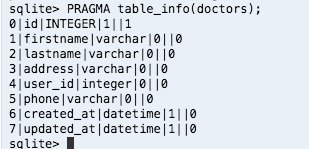 sqlite> PRAGMA table_info(doctors);
0|id|INTEGER|1||1
1|firstname|varchar|0||0
2|lastname|varchar|0||0
3|address|varchar|0||0
4|user_id|integer|0||0
5|phone|varchar|0||0
6|created_at|datetime|1||0
7|updated_at|datetime|1||0
sqlite>